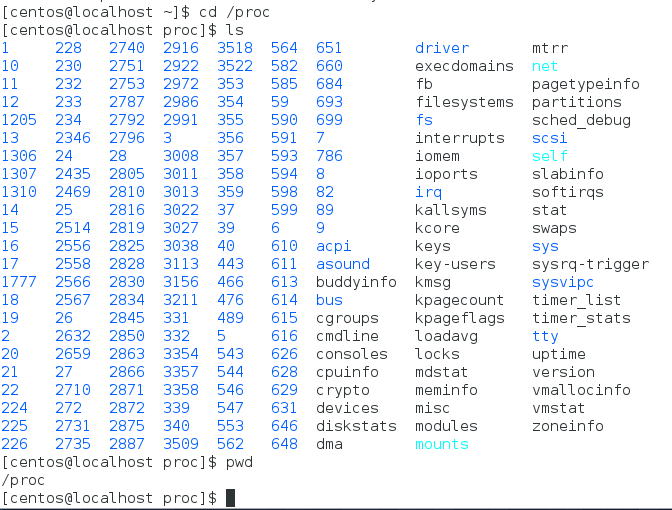 [centos@localhost ~]$ cd /proc
[centos@localhost proc]$ ls
1     228   2740  2916  3518  564  651         driver       mtrr
10    230   2751  2922  3522  582  660         execdomains  net
11    232   2753  2972  353   585  684         fb           pagetypeinfo
12    233   2787  2986  354   59   693         filesystems  partitions
1205  234   2792  2991  355   590  699         fs           sched_debug
13    2346  2796  3     356   591  7           interrupts   scsi
1306  24    28    3008  357   593  786         iomem        self
1307  2435  2805  3011  358   594  8           ioports      slabinfo
1310  2469  2810  3013  359   598  82          irq          softirqs
14    25    2816  3022  37    599  89          kallsyms     stat
15    2514  2819  3027  39    6    9           kcore        swaps
16    2556  2825  3038  40    610  acpi        keys         sys
17    2558  2828  3113  443   611  asound      key-users    sysrq-trigger
1777  2566  2830  3156  466   613  buddyinfo   kmsg         sysvipc
18    2567  2834  3211  476   614  bus         kpagecount   timer_list
19    26    2845  331   489   615  cgroups     kpageflags   timer_stats
2     2632  2850  332   5     616  cmdline     loadavg      tty
20    2659  2863  3354  543   626  consoles    locks        uptime
21    27    2866  3357  544   628  cpuinfo     mdstat       version
22    2710  2871  3358  546   629  crypto      meminfo      vmallocinfo
224   272   2872  339   547   631  devices     misc         vmstat
225   2731  2875  340   553   646  diskstats   modules      zoneinfo
226   2735  2887  3509  562   648  dma         mounts
[centos@localhost proc]$ pwd
/proc
[centos@localhost proc]$